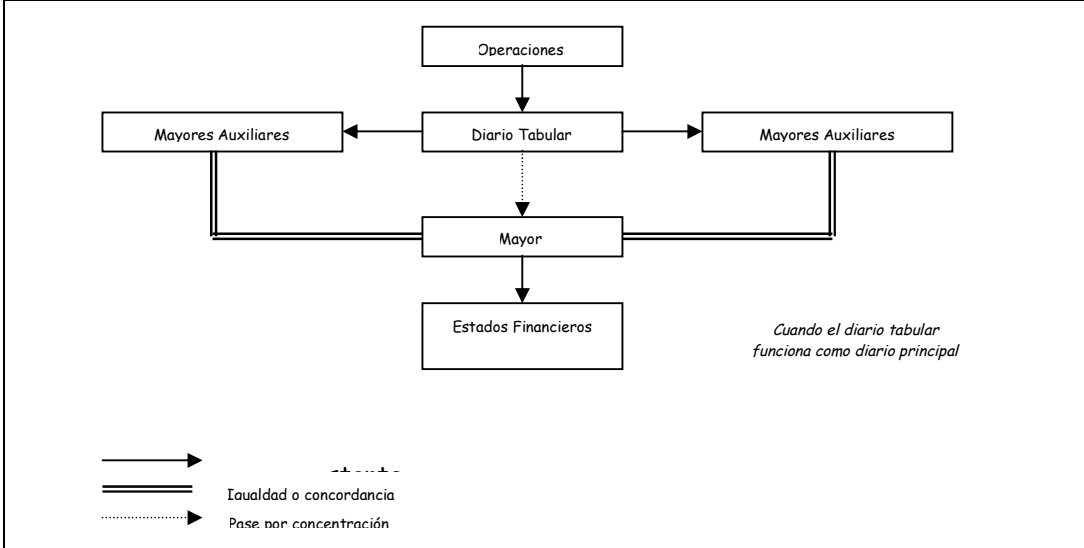 Operaciones
Mayores Auxiliares
Diario Tabular
Mayores Auxiliares
Mayor
Estados Financieros
Cuando el diario tabular
funciona como diario principal
Igualdad o concordancia
Pase por concentración